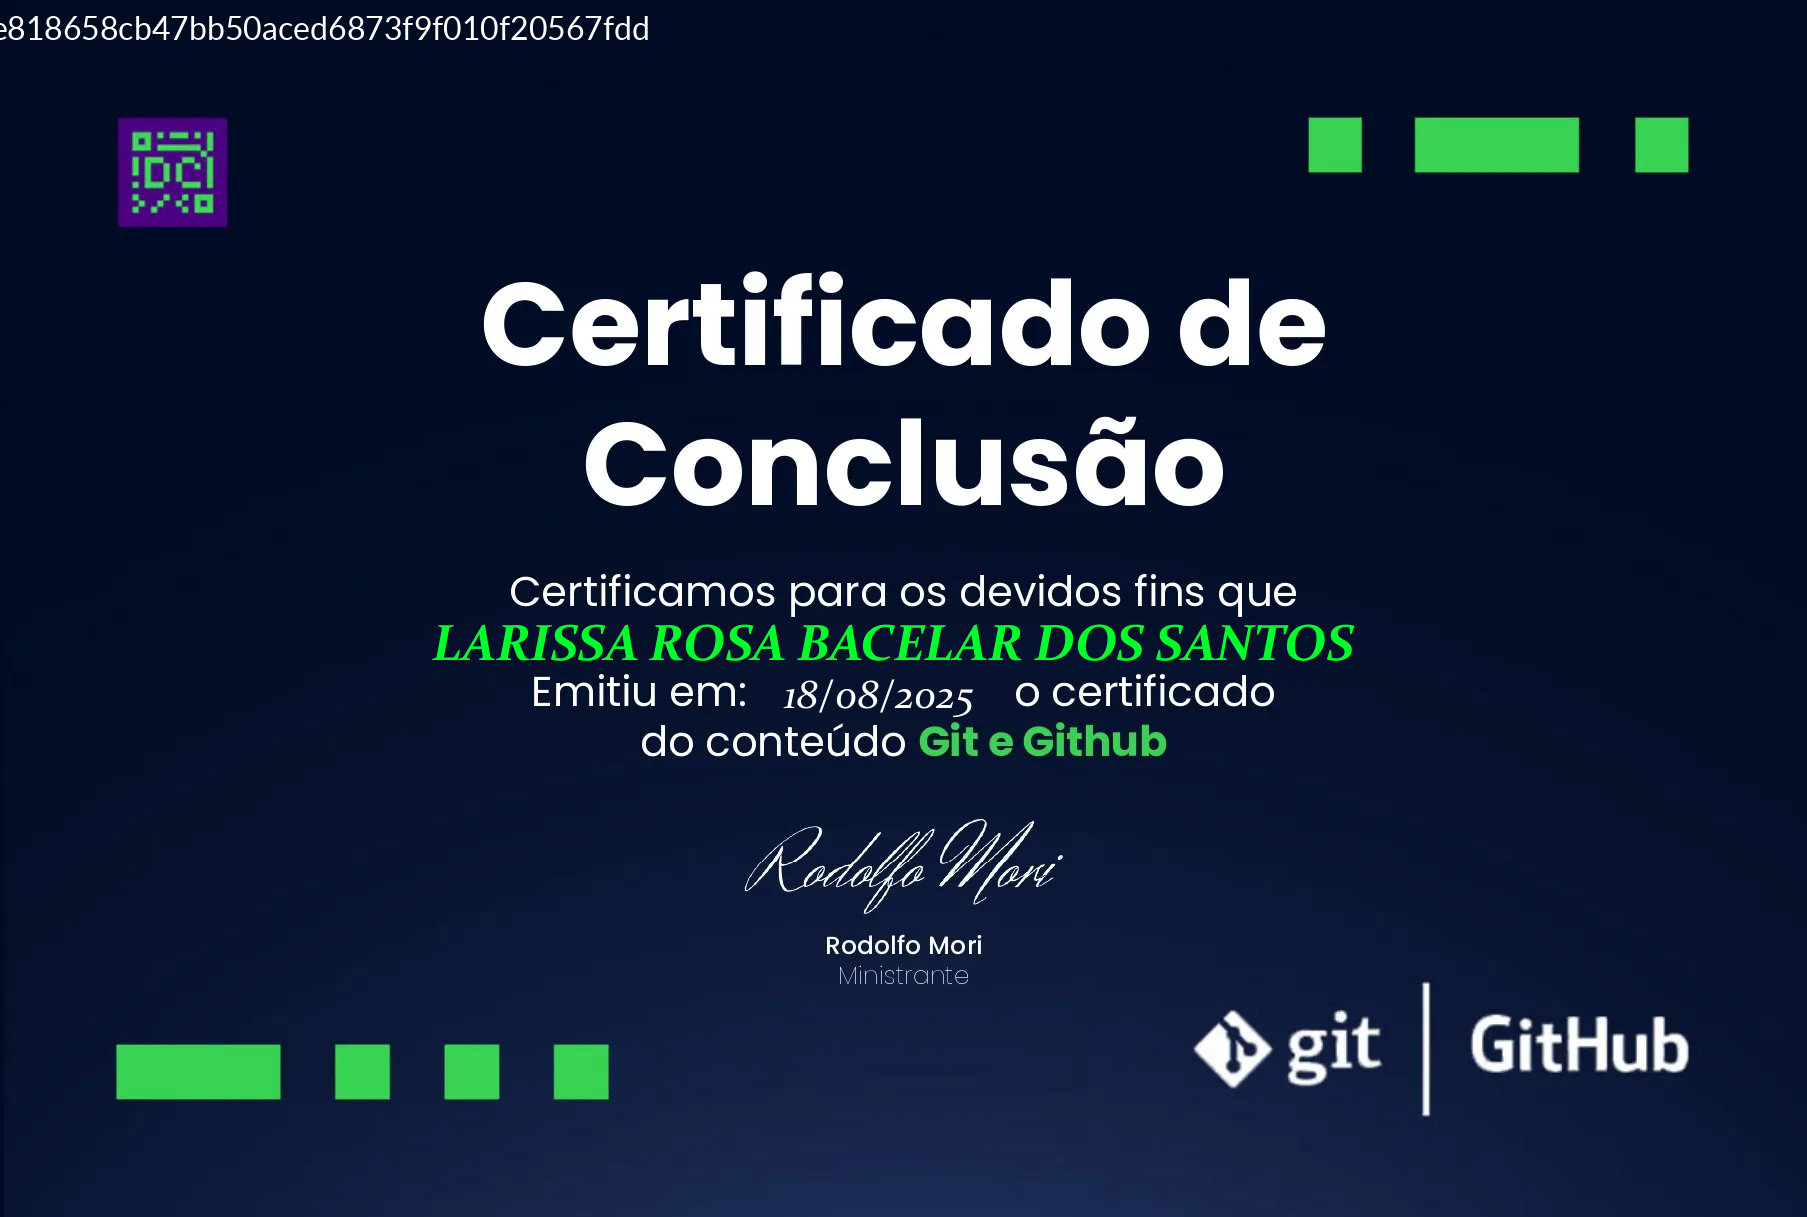 e818658cb47bb50aced6873f9f010f20567fdd
DC
Certificado de
Conclusão
Certificamos para os devidos fins que
LARISSA ROSA BACELAR DOS SANTOS
Emitiu em: 18/08/2025 o certificado
do conteúdo Git e Github
Rodolfo Mori
Rodolfo Mori
Ministrante
git | GitHub